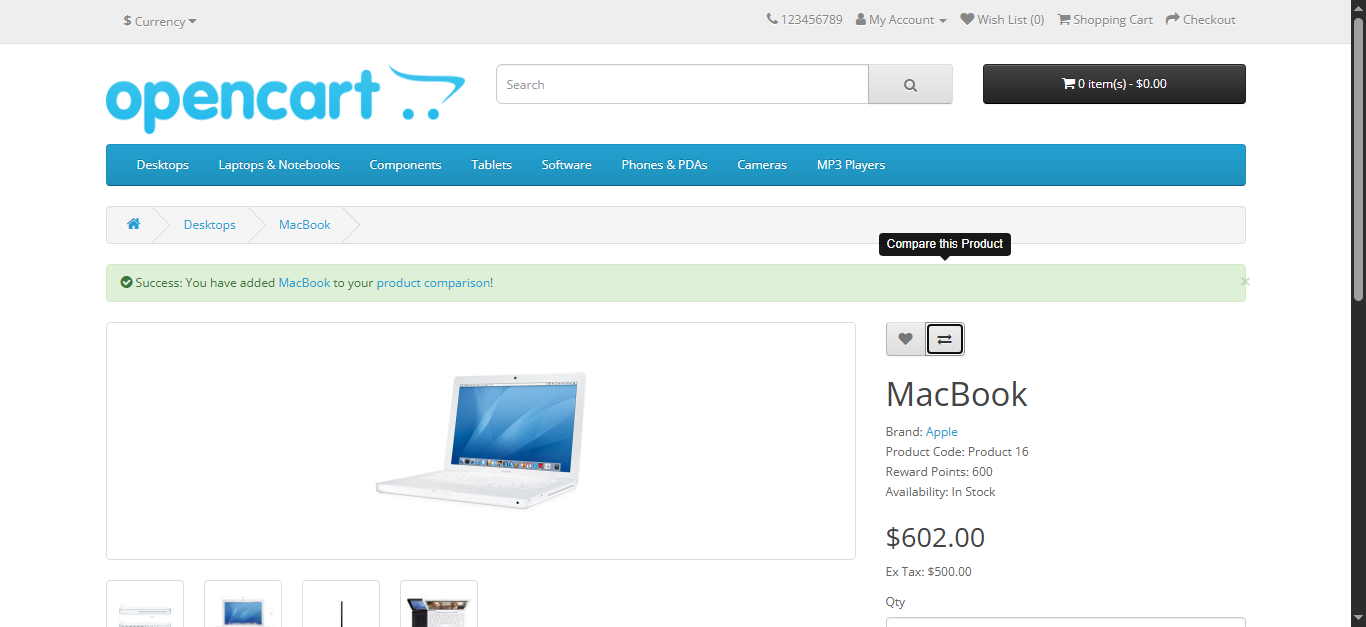 $ Currency
123456789 My Account Wish List (0) Shopping Cart Checkout
opencart
Search
0 item(s) - $0.00
Desktops Laptops & Notebooks Components Tablets Software Phones & PDAs Cameras MP3 Players
Desktops MacBook
Compare this Product
Success: You have added MacBook to your product comparison!
×
MacBook
Brand: Apple
Product Code: Product 16
Reward Points: 600
Availability: In Stock
$602.00
Ex Tax: $500.00
Qty